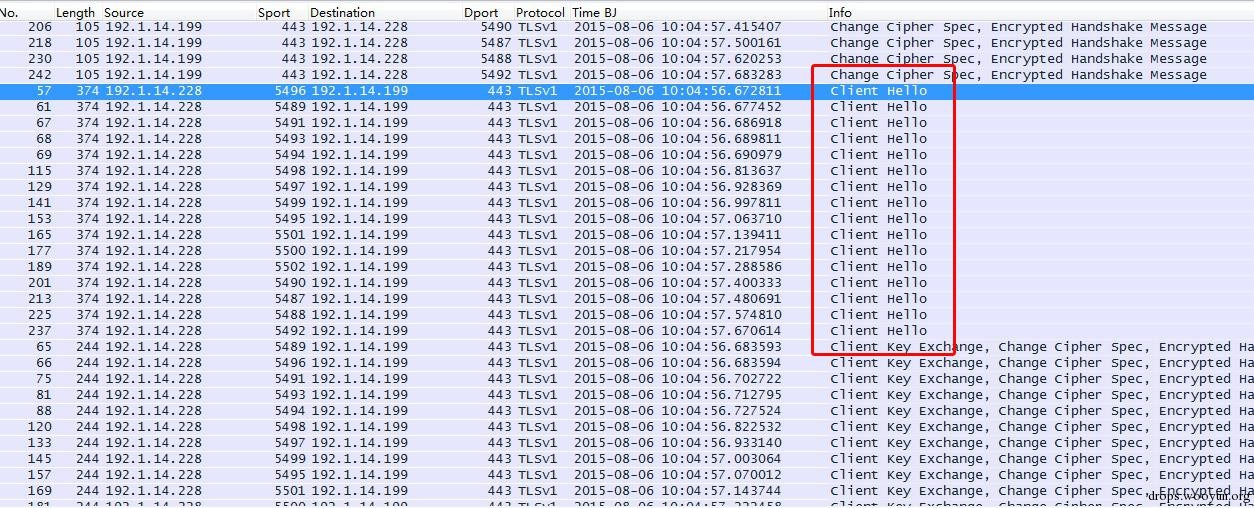 No. Length Source Sport Destination Dport Protocol Time BJ Info
206 105 192.1.14.199 443 192.1.14.228 5490 TLSv1 2015-08-06 10:04:57.415407 Change Cipher Spec, Encrypted Handshake Message
218 105 192.1.14.199 443 192.1.14.228 5487 TLSv1 2015-08-06 10:04:57.500161 Change Cipher Spec, Encrypted Handshake Message
230 105 192.1.14.199 443 192.1.14.228 5488 TLSv1 2015-08-06 10:04:57.620253 Change Cipher Spec, Encrypted Handshake Message
242 105 192.1.14.199 443 192.1.14.228 5492 TLSv1 2015-08-06 10:04:57.683283 Change Cipher Spec, Encrypted Handshake Message
57 374 192.1.14.228 5496 192.1.14.199 443 TLSv1 2015-08-06 10:04:56.672811 Client Hello
61 374 192.1.14.228 5489 192.1.14.199 443 TLSv1 2015-08-06 10:04:56.677452 Client Hello
67 374 192.1.14.228 5491 192.1.14.199 443 TLSv1 2015-08-06 10:04:56.686918 Client Hello
68 374 192.1.14.228 5493 192.1.14.199 443 TLSv1 2015-08-06 10:04:56.689811 Client Hello
69 374 192.1.14.228 5494 192.1.14.199 443 TLSv1 2015-08-06 10:04:56.690979 Client Hello
115 374 192.1.14.228 5498 192.1.14.199 443 TLSv1 2015-08-06 10:04:56.813637 Client Hello
129 374 192.1.14.228 5497 192.1.14.199 443 TLSv1 2015-08-06 10:04:56.928369 Client Hello
141 374 192.1.14.228 5499 192.1.14.199 443 TLSv1 2015-08-06 10:04:56.997811 Client Hello
153 374 192.1.14.228 5495 192.1.14.199 443 TLSv1 2015-08-06 10:04:57.063710 Client Hello
165 374 192.1.14.228 5501 192.1.14.199 443 TLSv1 2015-08-06 10:04:57.139411 Client Hello
177 374 192.1.14.228 5500 192.1.14.199 443 TLSv1 2015-08-06 10:04:57.217954 Client Hello
189 374 192.1.14.228 5502 192.1.14.199 443 TLSv1 2015-08-06 10:04:57.288586 Client Hello
201 374 192.1.14.228 5490 192.1.14.199 443 TLSv1 2015-08-06 10:04:57.400333 Client Hello
213 374 192.1.14.228 5487 192.1.14.199 443 TLSv1 2015-08-06 10:04:57.480691 Client Hello
225 374 192.1.14.228 5488 192.1.14.199 443 TLSv1 2015-08-06 10:04:57.574810 Client Hello
237 374 192.1.14.228 5492 192.1.14.199 443 TLSv1 2015-08-06 10:04:57.670614 Client Hello
65 244 192.1.14.228 5489 192.1.14.199 443 TLSv1 2015-08-06 10:04:56.683593 Client Key Exchange, Change Cipher Spec, Encrypted Ha
66 244 192.1.14.228 5496 192.1.14.199 443 TLSv1 2015-08-06 10:04:56.683594 Client Key Exchange, Change Cipher Spec, Encrypted Ha
75 244 192.1.14.228 5491 192.1.14.199 443 TLSv1 2015-08-06 10:04:56.702722 Client Key Exchange, Change Cipher Spec, Encrypted Ha
81 244 192.1.14.228 5493 192.1.14.199 443 TLSv1 2015-08-06 10:04:56.712795 Client Key Exchange, Change Cipher Spec, Encrypted Ha
88 244 192.1.14.228 5494 192.1.14.199 443 TLSv1 2015-08-06 10:04:56.727524 Client Key Exchange, Change Cipher Spec, Encrypted Ha
120 244 192.1.14.228 5498 192.1.14.199 443 TLSv1 2015-08-06 10:04:56.822532 Client Key Exchange, Change Cipher Spec, Encrypted Ha
133 244 192.1.14.228 5497 192.1.14.199 443 TLSv1 2015-08-06 10:04:56.933140 Client Key Exchange, Change Cipher Spec, Encrypted Ha
145 244 192.1.14.228 5499 192.1.14.199 443 TLSv1 2015-08-06 10:04:57.003064 Client Key Exchange, Change Cipher Spec, Encrypted Ha
157 244 192.1.14.228 5495 192.1.14.199 443 TLSv1 2015-08-06 10:04:57.070012 Client Key Exchange, Change Cipher Spec, Encrypted Ha
169 244 192.1.14.228 5501 192.1.14.199 443 TLSv1 2015-08-06 10:04:57.143744 Client Key Exchange, Change Cipher Spec, Encrypted Ha
drops.wooyun.org